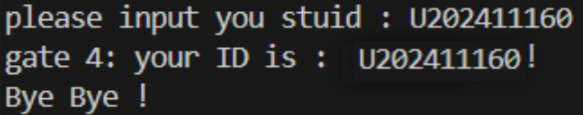 please input you stuid : U202411160
gate 4: your ID is :  U202411160!
Bye Bye !